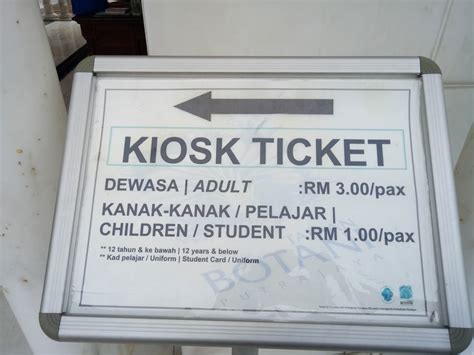 KIOSK TICKET
DEWASA | ADULT :RM 3.00/pax
KANAK-KANAK / PELAJAR |
CHILDREN / STUDENT :RM 1.00/pax
** 12 tahun & ke bawah | 12 years & below
** Kad pelajar / Uniform | Student Card / Uniform